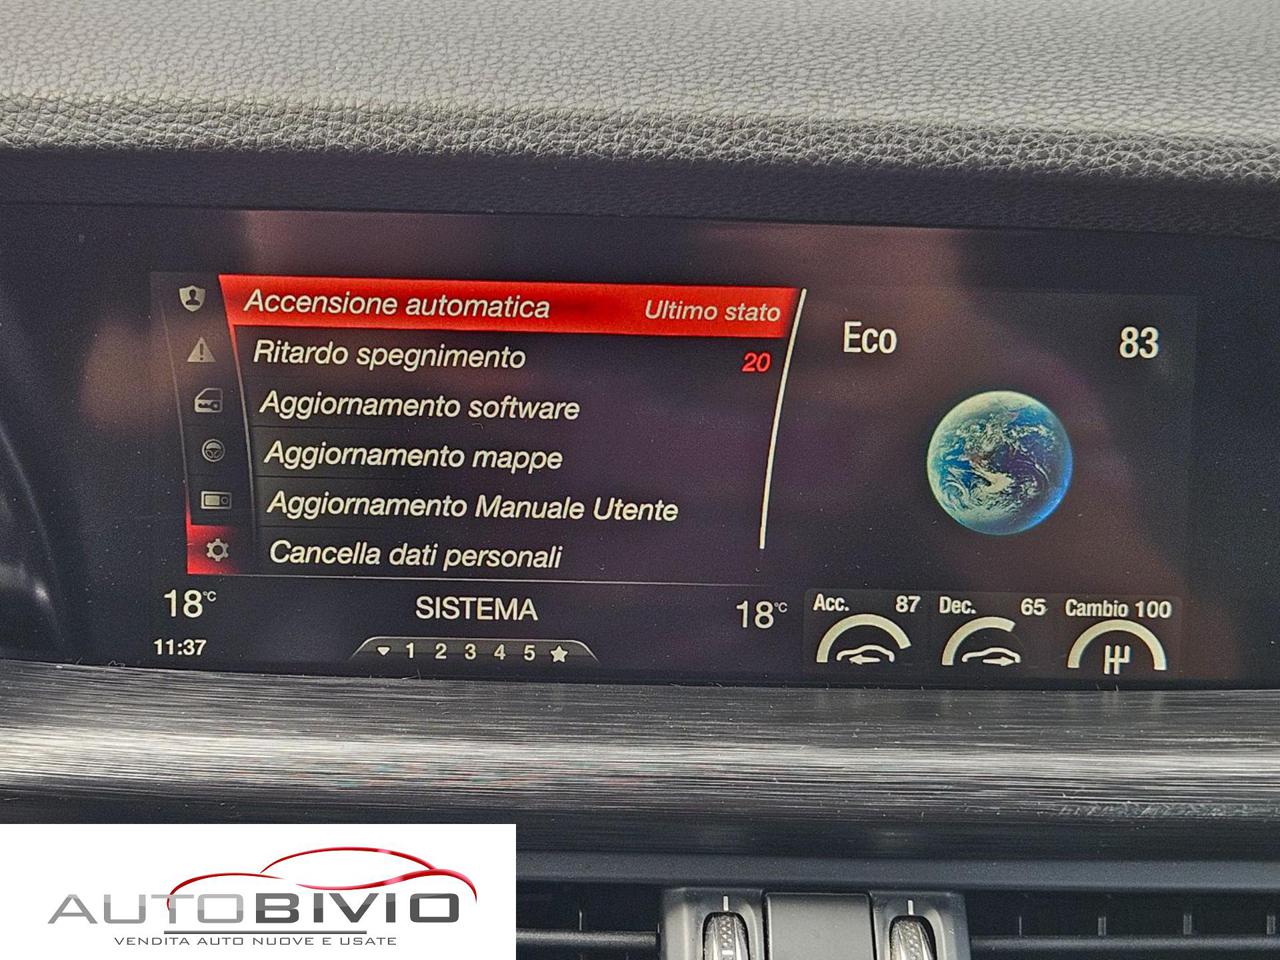 Accensione automatica Ultimo stato
Ritardo spegnimento 20
Aggiornamento software
Aggiornamento mappe
Aggiornamento Manuale Utente
Cancella dati personali
18°C SISTEMA 18°C
11:37 1 2 3 4 5
Eco 83
Acc. 87 Dec. 65 Cambio 100
AUTOBIVIO
VENDITA AUTO NUOVE E USATE